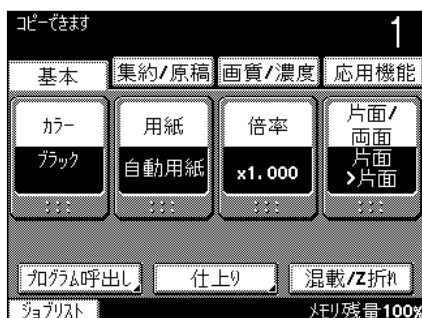 コピーできます
1
基本 集約/原稿 画質/濃度 応用機能
カラー 用紙 倍率 片面/
両面
ブラック 自動用紙 x1.000 片面
>片面
プログラム呼出し 仕上り 混載/Z折れ
ジョブリスト メモリ残量100%